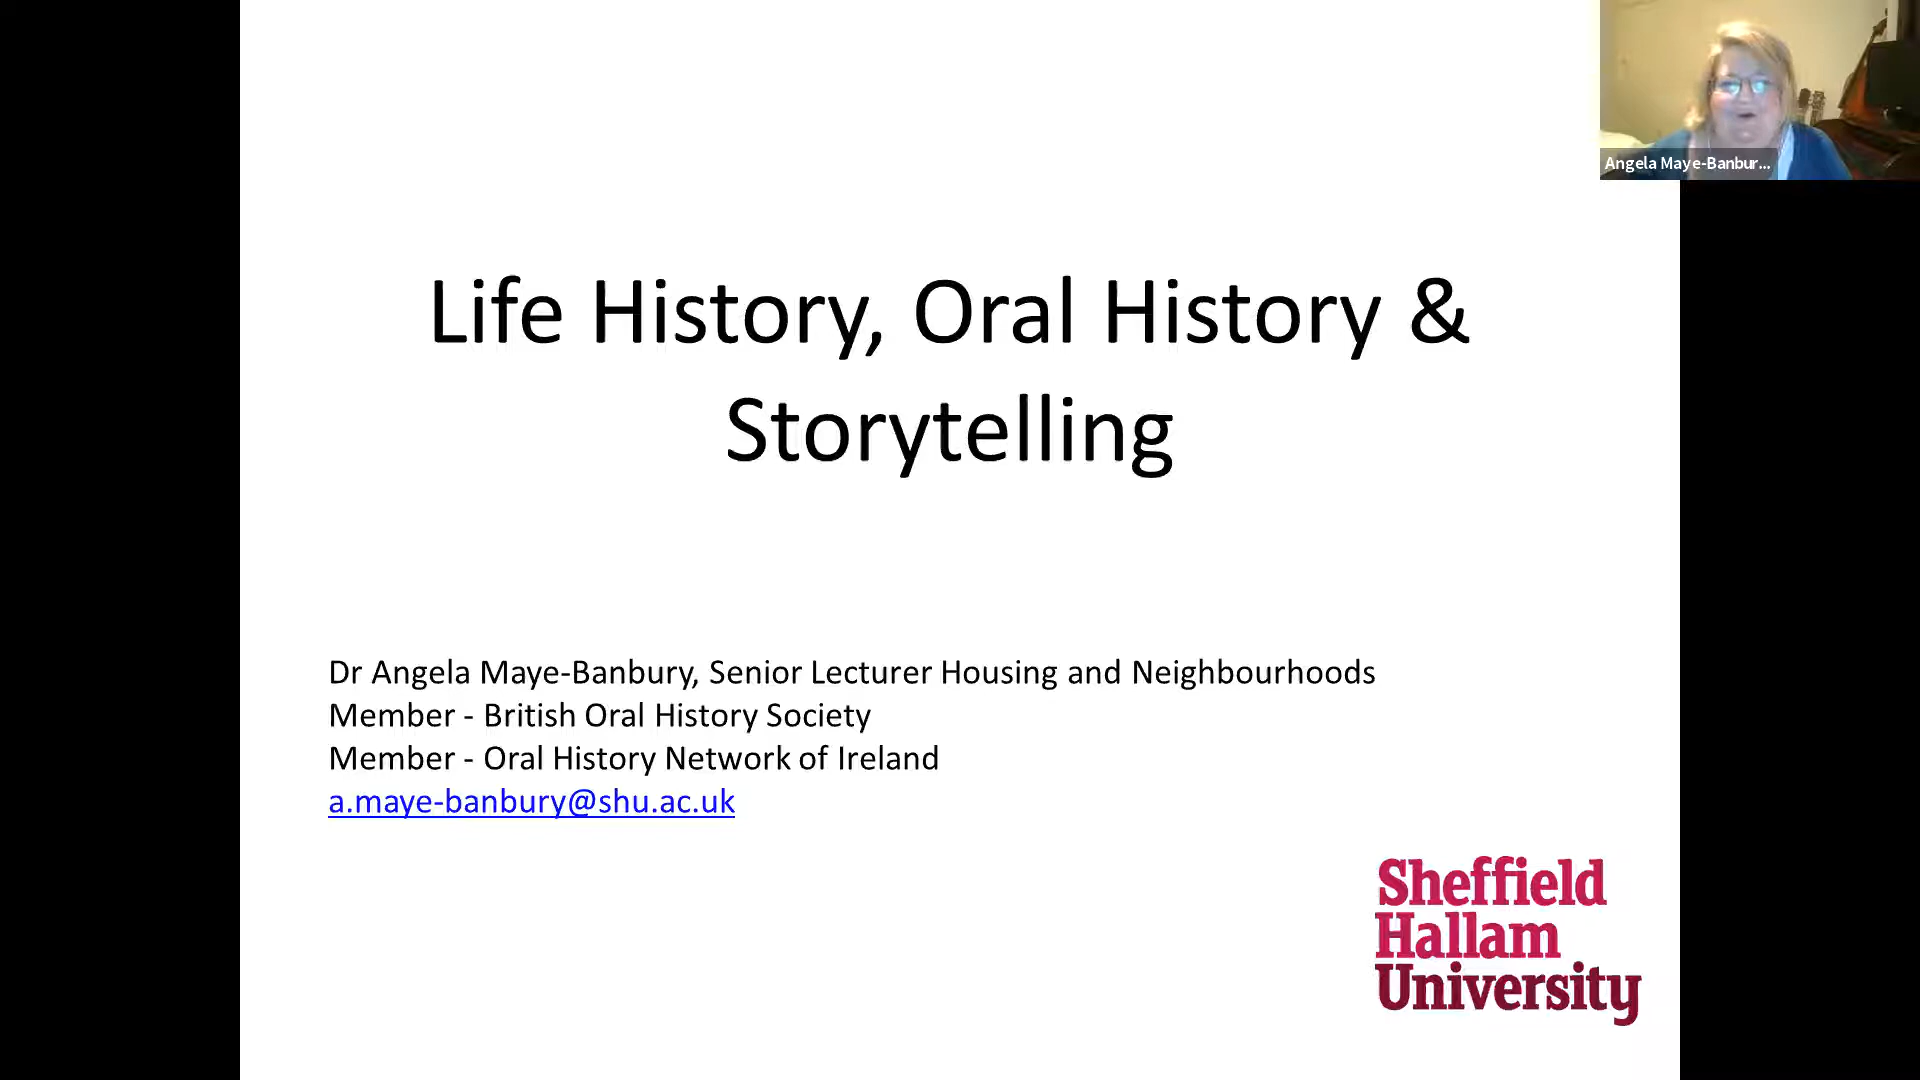 Angela Maye-Banbur...
Life History, Oral History &
Storytelling
Dr Angela Maye-Banbury, Senior Lecturer Housing and Neighbourhoods
Member - British Oral History Society
Member - Oral History Network of Ireland
a.maye-banbury@shu.ac.uk
Sheffield
Hallam
University